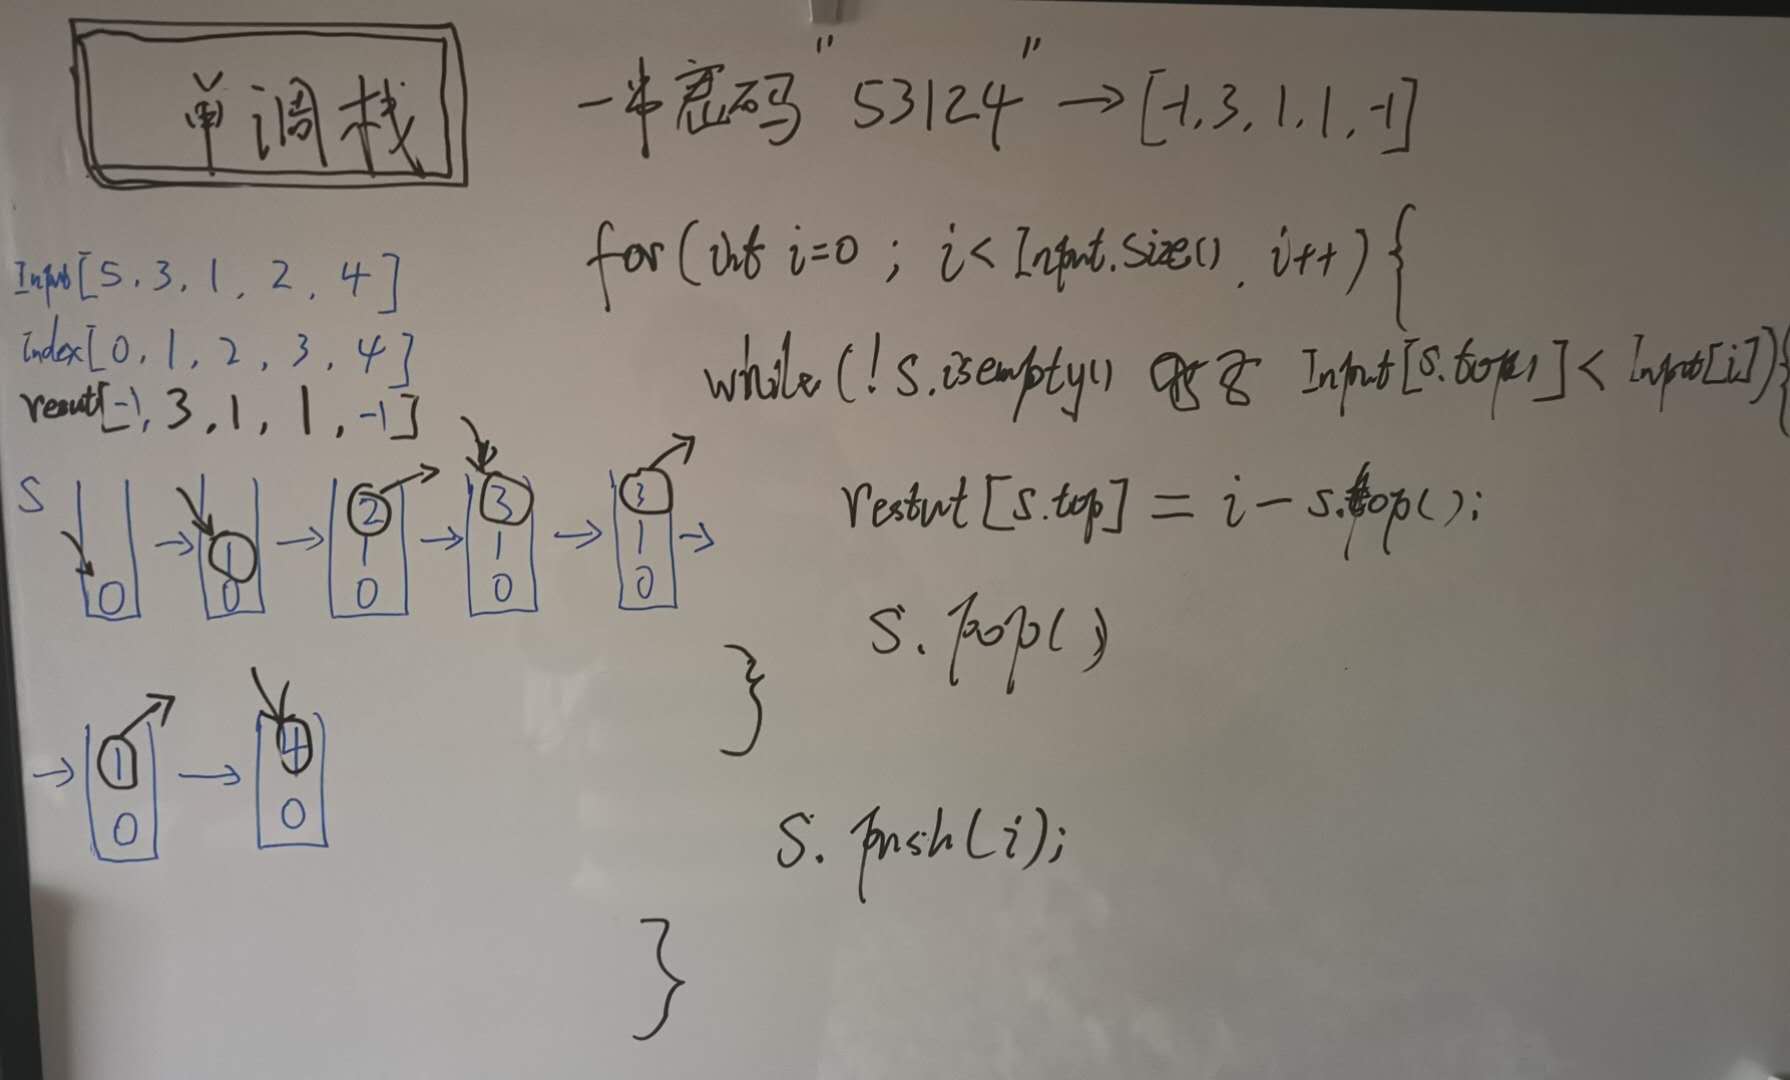 单调栈
一串密码 "53124" → [-1, 3, 1, 1, -1]
Input [5, 3, 1, 2, 4]
Index [0, 1, 2, 3, 4]
result [-1, 3, 1, 1, -1]
for (int i=0 ; i< Input.size() , i++ ) {
while (! s.isempty() && Input [s.top()] < Input[i]) {
result [s.top] = i - s.top();
s.pop()
}
s.push(i);
}
S
0 → 1 → 2 → 3 → 3 →
0 1 1 1
0 0 0
→ 1 → 4
0 0